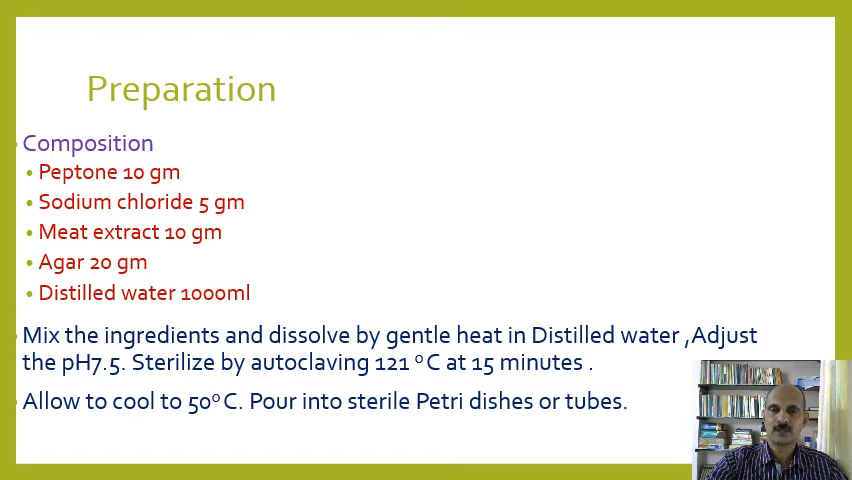 Preparation
Composition
• Peptone 10 gm
• Sodium chloride 5 gm
• Meat extract 10 gm
• Agar 20 gm
• Distilled water 1000ml
Mix the ingredients and dissolve by gentle heat in Distilled water ,Adjust
the pH7.5. Sterilize by autoclaving 121 ⁰ C at 15 minutes .
Allow to cool to 50⁰ C. Pour into sterile Petri dishes or tubes.